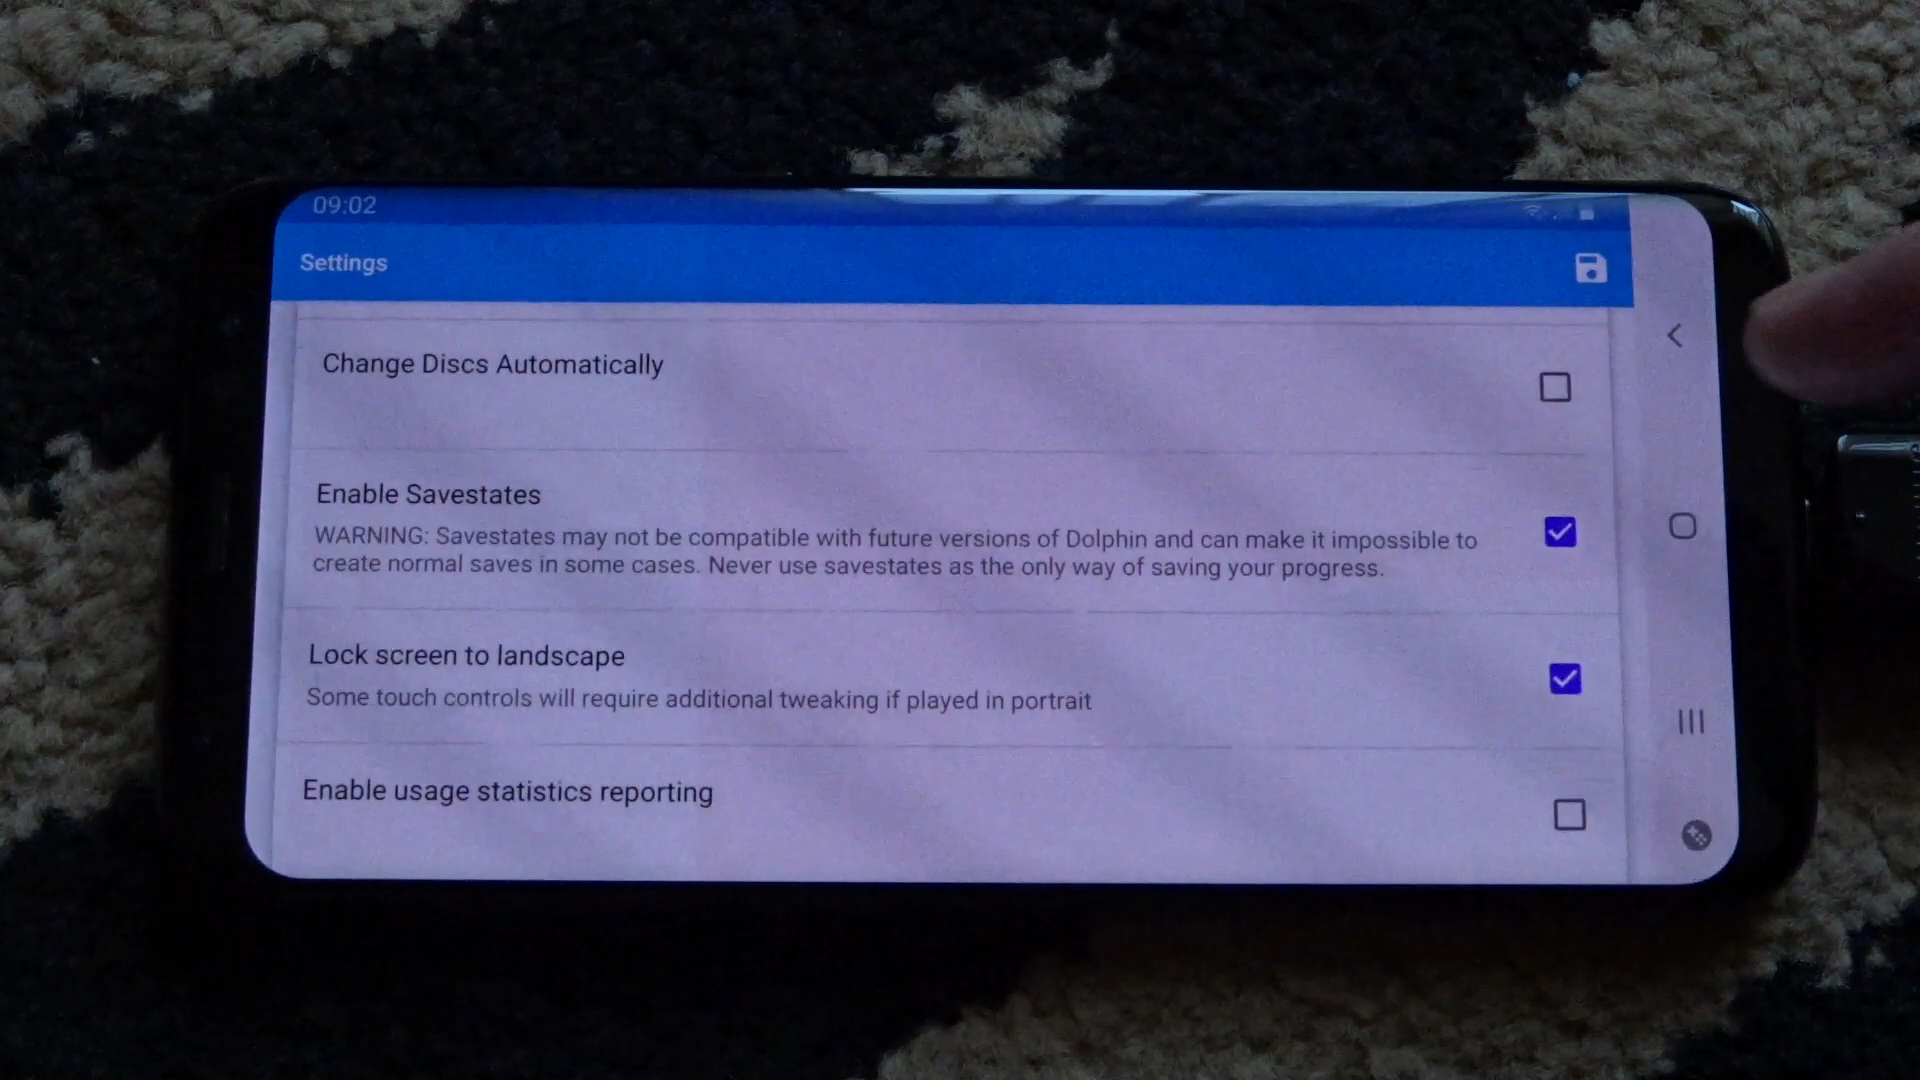 09:02
Settings
Change Discs Automatically
Enable Savestates
WARNING: Savestates may not be compatible with future versions of Dolphin and can make it impossible to
create normal saves in some cases. Never use savestates as the only way of saving your progress.
Lock screen to landscape
Some touch controls will require additional tweaking if played in portrait
Enable usage statistics reporting